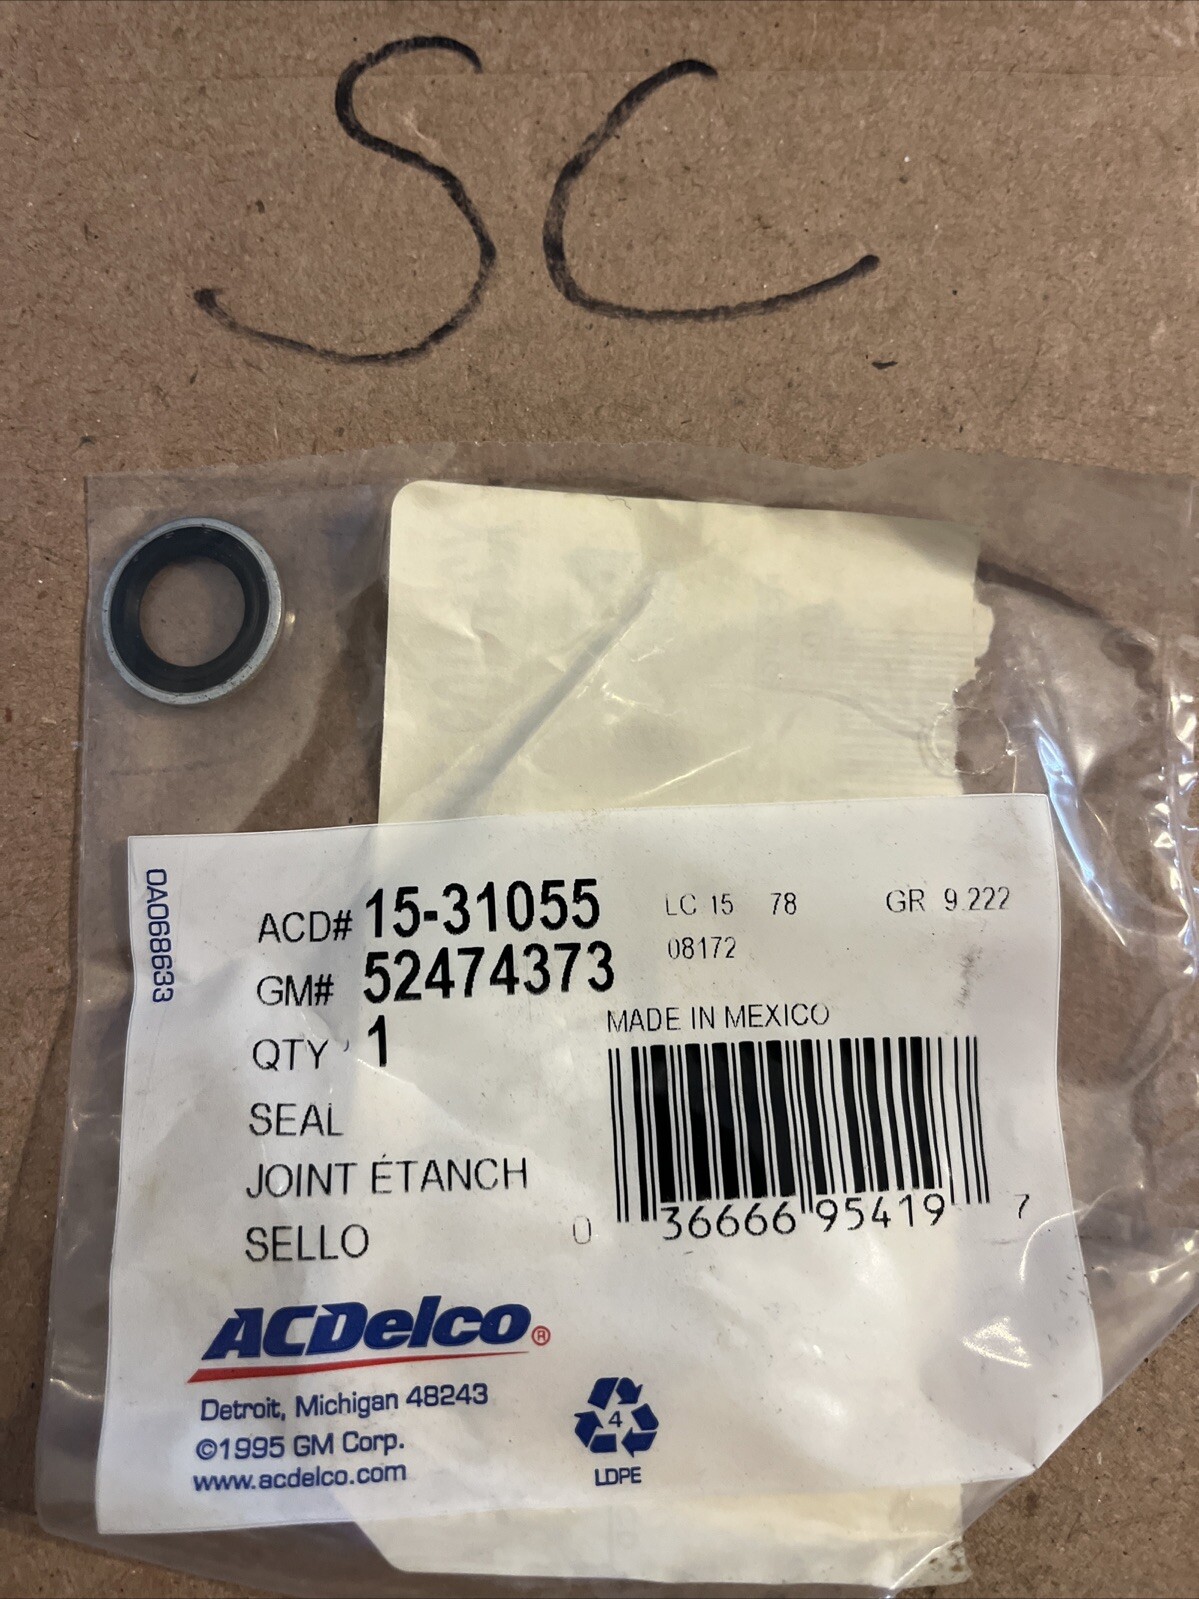 SC
0A068633
ACD# 15-31055
LC 15 78
GR 9.222
GM# 52474373
08172
QTY 1
MADE IN MEXICO
SEAL
JOINT ÉTANCH
SELLO
0 36666 95419 7
ACDelco®
Detroit, Michigan 48243
©1995 GM Corp.
www.acdelco.com
4
LDPE